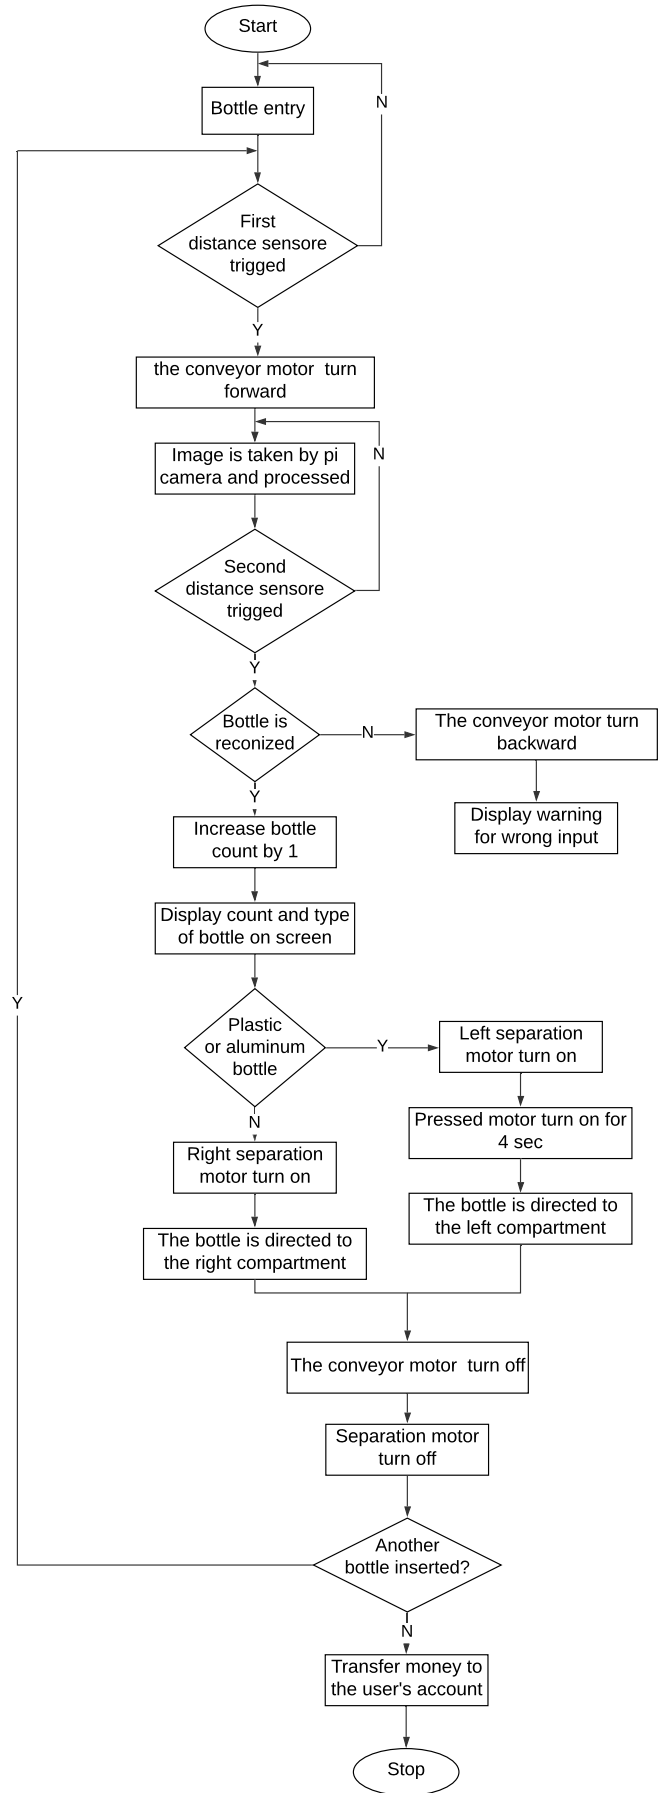 Start
N
Bottle entry
First
distance sensore
trigged
Y
the conveyor motor  turn
forward
N
Image is taken by pi
camera and processed
Second
distance sensore
trigged
Y
Bottle is
reconized
N
The conveyor motor turn
backward
Y
Display warning
for wrong input
Increase bottle
count by 1
Display count and type
of bottle on screen
Y
Plastic
or aluminum
bottle
Y
Left separation
motor turn on
N
Pressed motor turn on for
4 sec
Right separation
motor turn on
The bottle is directed to
the left compartment
The bottle is directed to
the right compartment
The conveyor motor  turn off
Separation motor
turn off
Another
bottle inserted?
N
Transfer money to
the user's account
Stop